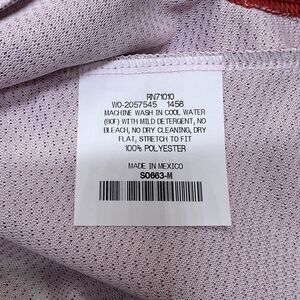 RN71010
WO-2057545 1458
MACHINE WASH IN COOL WATER
(80F) WITH MILD DETERGENT, NO
BLEACH, NO DRY CLEANING, DRY
FLAT, STRETCH TO FIT
100% POLYESTER
MADE IN MEXICO
S0663-M